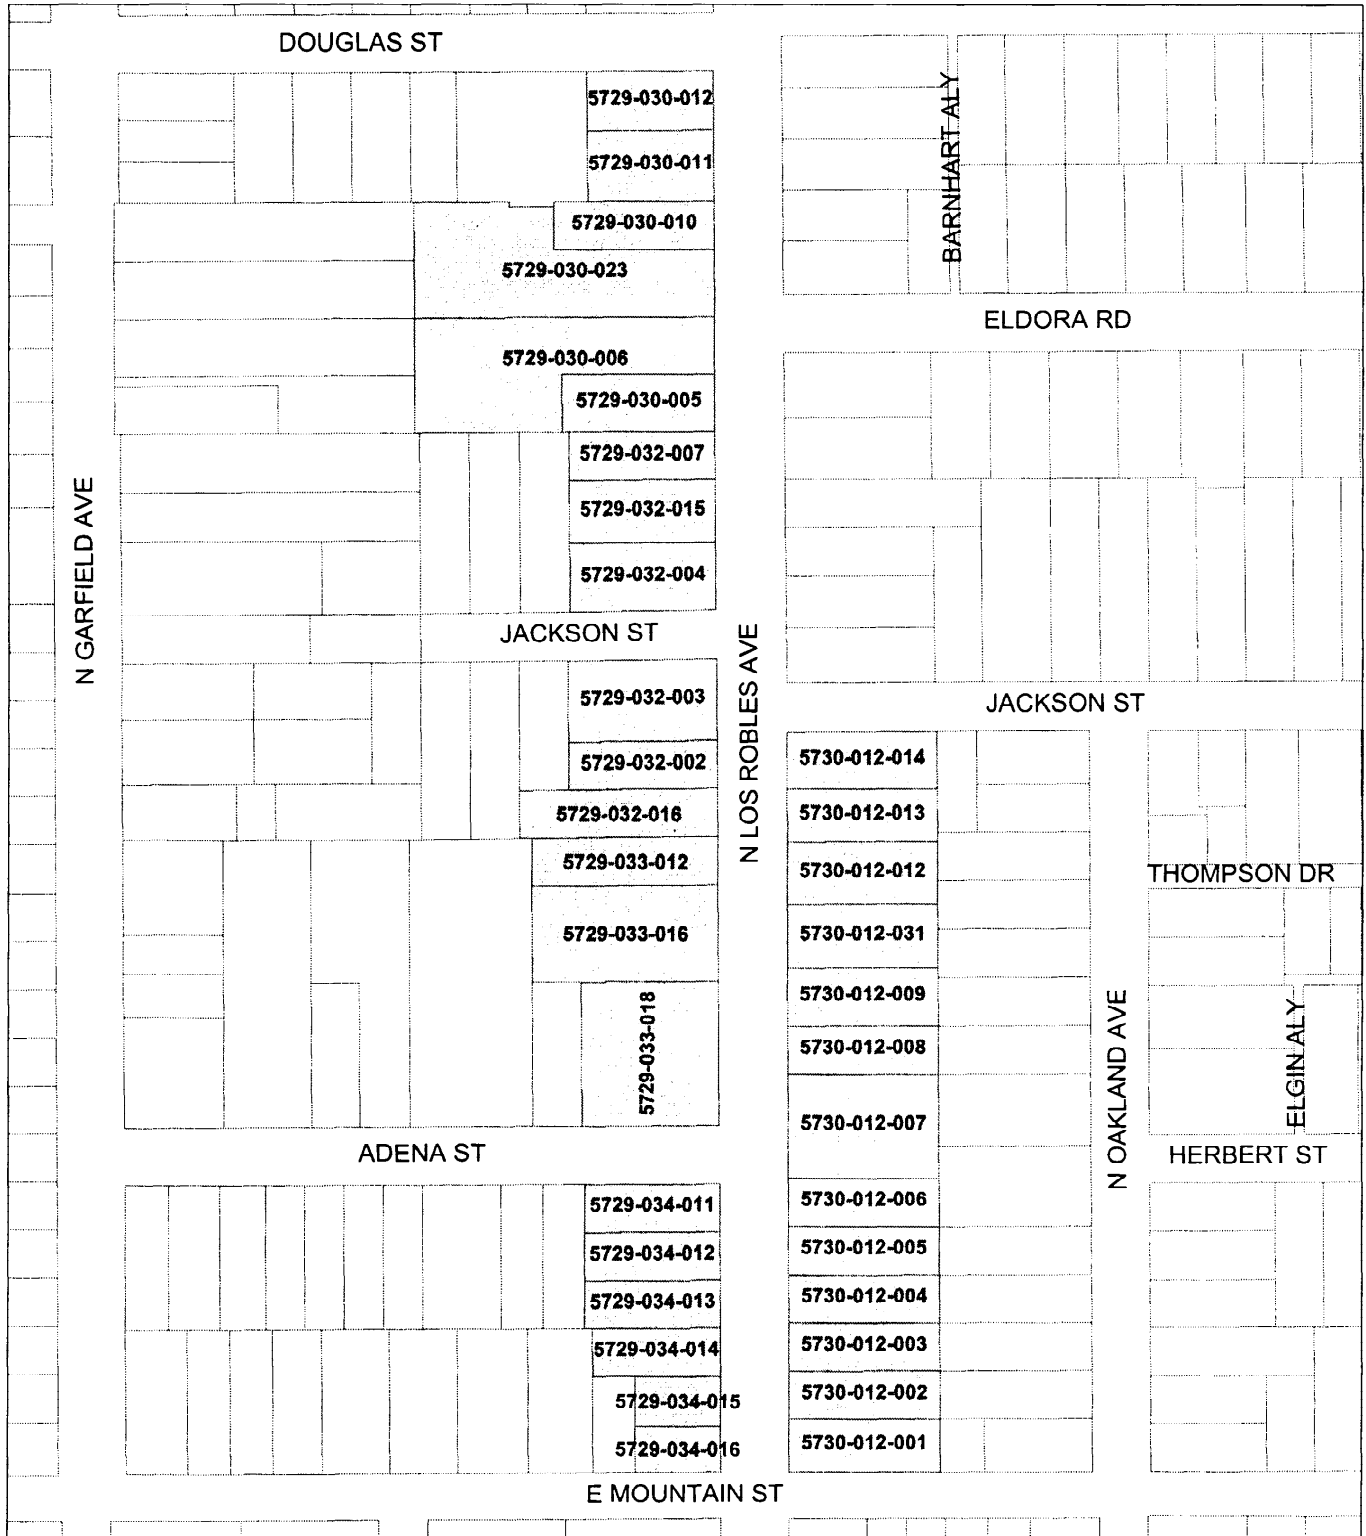 DOUGLAS ST
5729-030-012
5729-030-011
5729-030-010
5729-030-023
5729-030-006
5729-030-005
5729-032-007
5729-032-015
5729-032-004
JACKSON ST
5729-032-003
5729-032-002
5729-032-016
5729-033-012
5729-033-016
5729-033-018
ADENA ST
5729-034-011
5729-034-012
5729-034-013
5729-034-014
5729-034-015
5729-034-016
N GARFIELD AVE
N LOS ROBLES AVE
BARNHART ALY
ELDORA RD
JACKSON ST
5730-012-014
5730-012-013
5730-012-012
5730-012-031
5730-012-009
5730-012-008
5730-012-007
5730-012-006
5730-012-005
5730-012-004
5730-012-003
5730-012-002
5730-012-001
N OAKLAND AVE
THOMPSON DR
ELGIN ALY
HERBERT ST
E MOUNTAIN ST